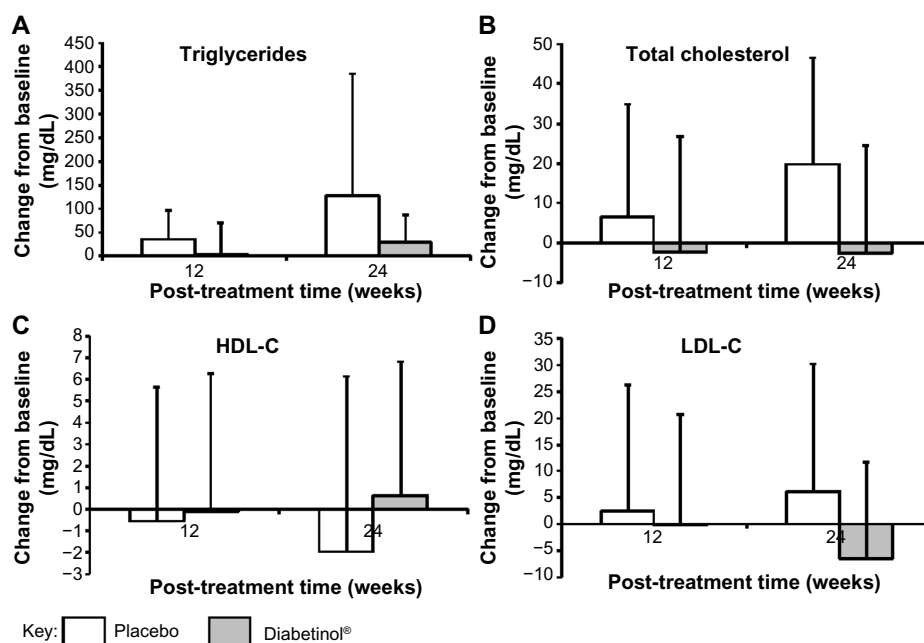 A
Triglycerides
Change from baseline
(mg/dL)
450
400
350
300
250
200
150
100
50
0
12
24
Post-treatment time (weeks)
B
Total cholesterol
Change from baseline
(mg/dL)
50
40
30
20
10
0
−10
12
24
Post-treatment time (weeks)
C
HDL-C
Change from baseline
(mg/dL)
8
7
6
5
4
3
2
1
0
−1
−2
−3
12
24
Post-treatment time (weeks)
D
LDL-C
Change from baseline
(mg/dL)
35
30
25
20
15
10
5
0
−5
−10
12
24
Post-treatment time (weeks)
Key: Placebo Diabetinol®